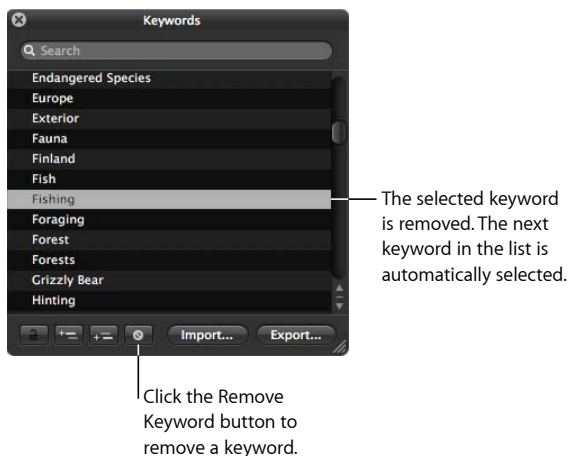 Keywords
Search
Endangered Species
Europe
Exterior
Fauna
Finland
Fish
Fishing
Foraging
Forest
Forests
Grizzly Bear
Hinting
Import...
Export...
The selected keyword
is removed. The next
keyword in the list is
automatically selected.
Click the Remove
Keyword button to
remove a keyword.